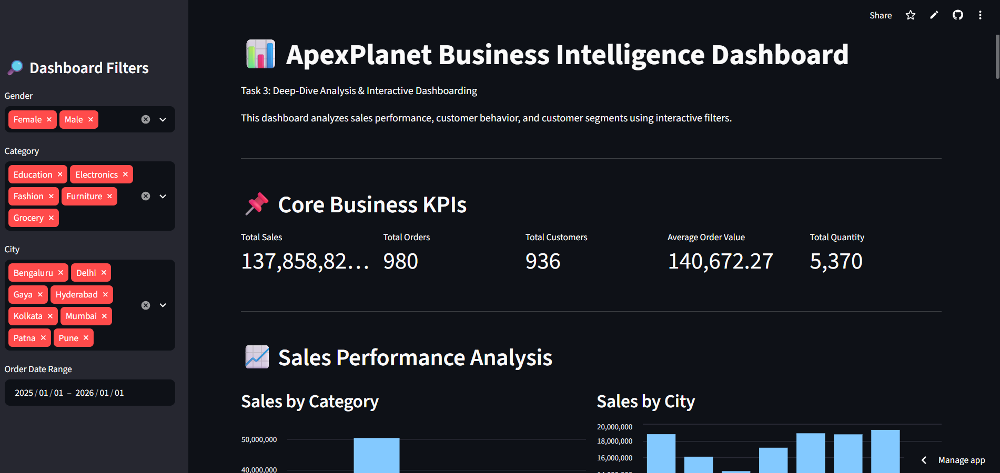 Share
ApexPlanet Business Intelligence Dashboard
Task 3: Deep-Dive Analysis & Interactive Dashboarding
This dashboard analyzes sales performance, customer behavior, and customer segments using interactive filters.
Dashboard Filters
Gender
Female × Male ×
Category
Education × Electronics ×
Fashion × Furniture ×
Grocery ×
City
Bengaluru × Delhi ×
Gaya × Hyderabad ×
Kolkata × Mumbai ×
Patna × Pune ×
Order Date Range
2025/01/01 – 2026/01/01
Core Business KPIs
Total Sales
137,858,82...
Total Orders
980
Total Customers
936
Average Order Value
140,672.27
Total Quantity
5,370
Sales Performance Analysis
Sales by Category
50,000,000
40,000,000
Sales by City
20,000,000
18,000,000
16,000,000
Manage app